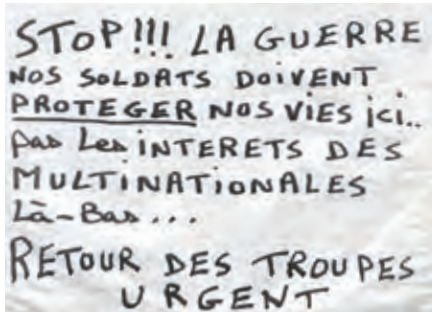 STOP!!! LA GUERRE
NOS SOLDATS DOIVENT
PROTEGER NOS VIES ici..
pas Les iNTERETS DES
MULTINATIONALES
Là-Bas...
RETOUR DES TROUPES
URGENT